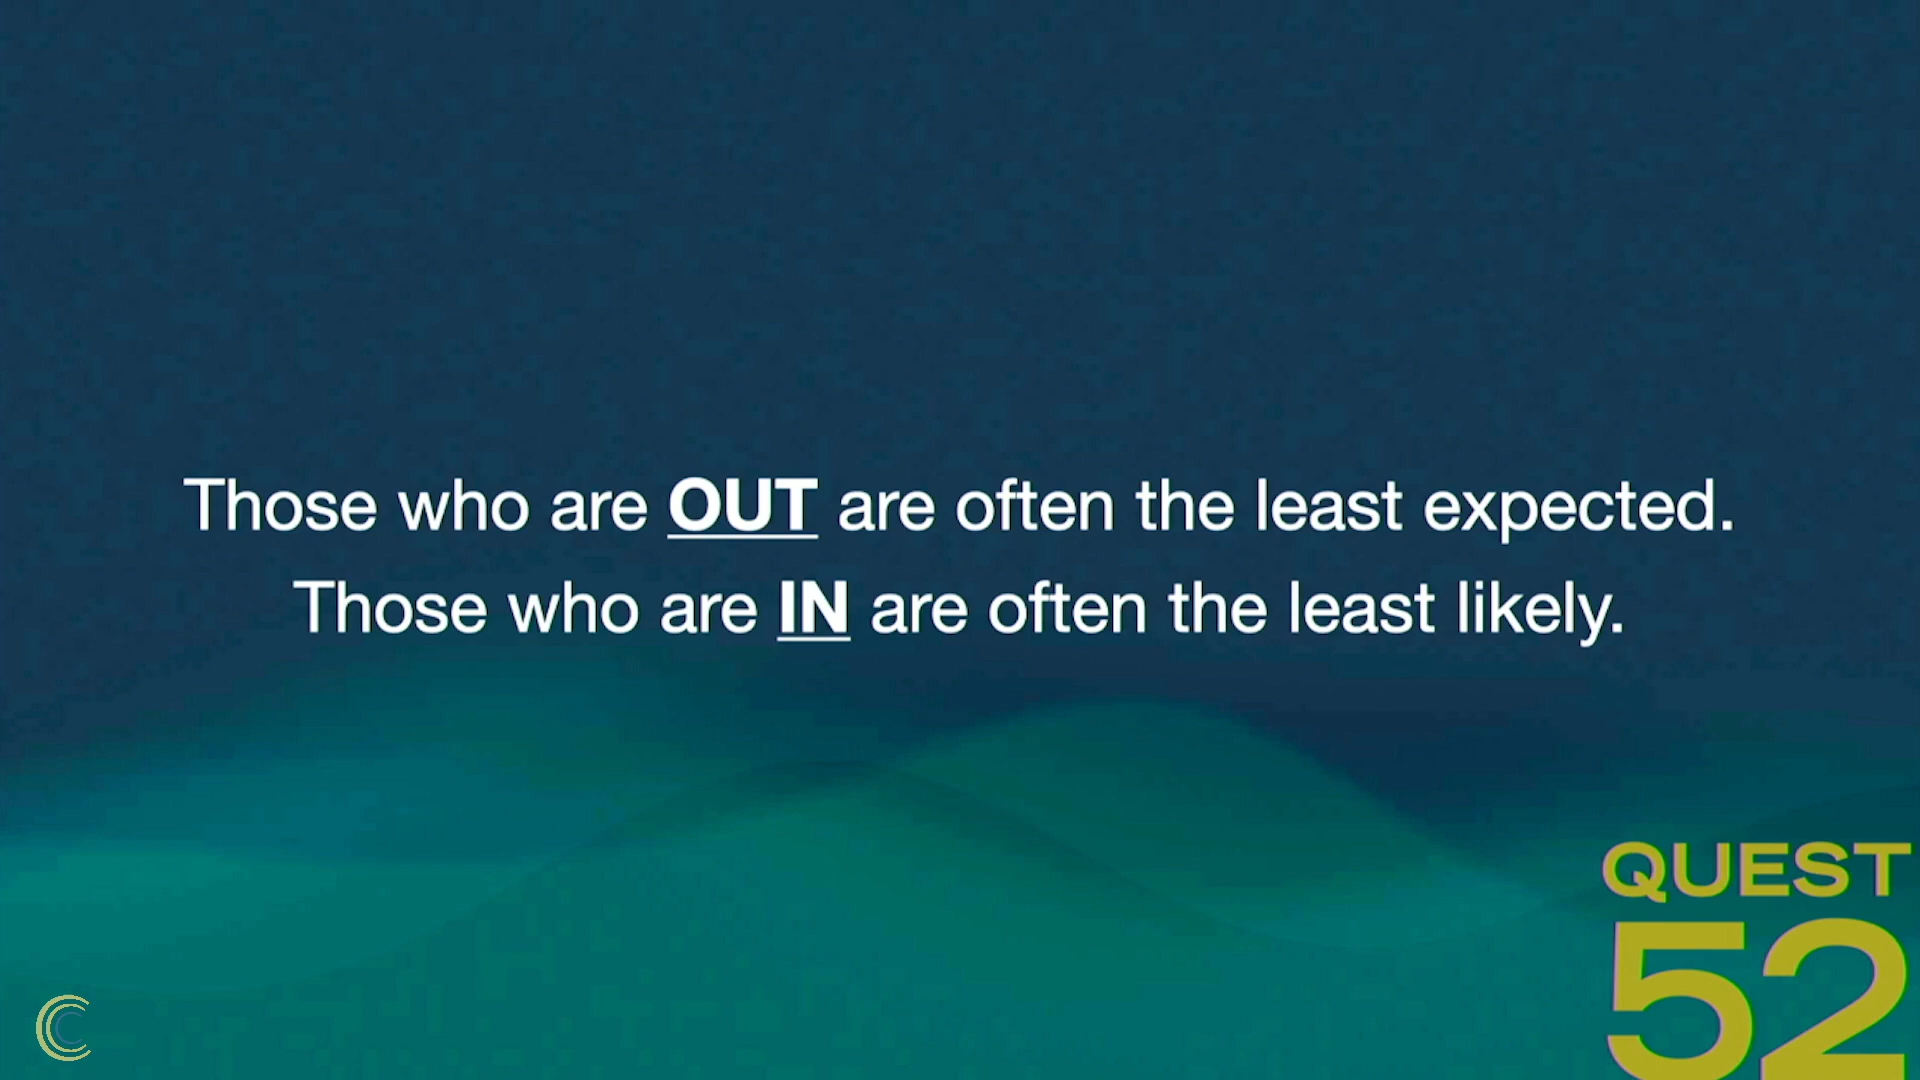 Those who are OUT are often the least expected.
Those who are IN are often the least likely.
QUEST
52